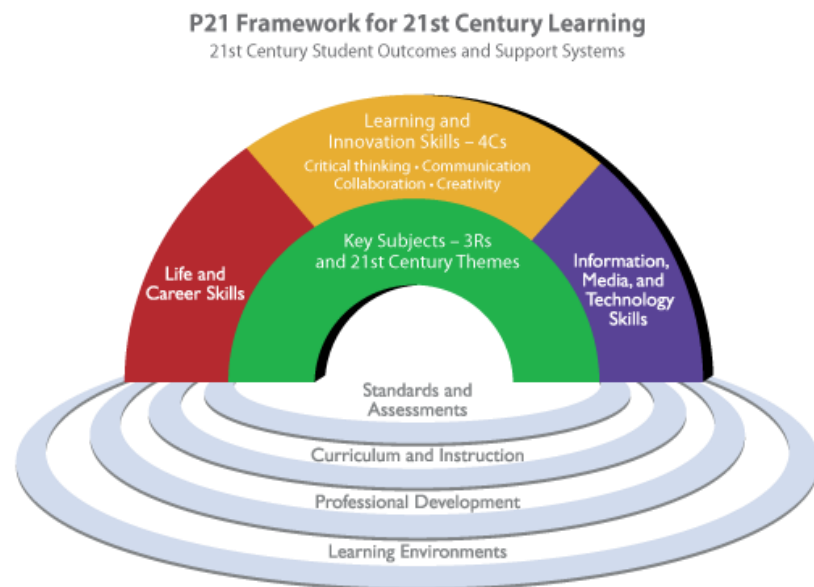 P21 Framework for 21st Century Learning
21st Century Student Outcomes and Support Systems
Learning and
Innovation Skills – 4Cs
Critical thinking • Communication
Collaboration • Creativity
Key Subjects – 3Rs
and 21st Century Themes
Life and
Career Skills
Information,
Media, and
Technology
Skills
Standards and
Assessments
Curriculum and Instruction
Professional Development
Learning Environments